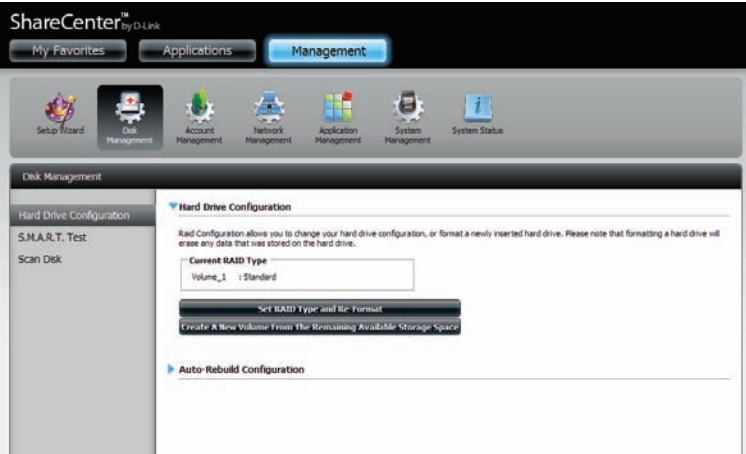 ShareCenter™ by D-Link
My Favorites Applications Management
Setup Wizard Disk Management Account Management Network Management Application Management System Management System Status
Disk Management
Hard Drive Configuration
S.M.A.R.T. Test
Scan Disk
Hard Drive Configuration
Raid Configuration allows you to change your hard drive configuration, or format a newly inserted hard drive. Please note that formatting a hard drive will
erase any data that was stored on the hard drive.
Current RAID Type
Volume_1 : Standard
Set RAID Type and Re-Format
Create A New Volume From The Remaining Available Storage Space
Auto-Rebuild Configuration